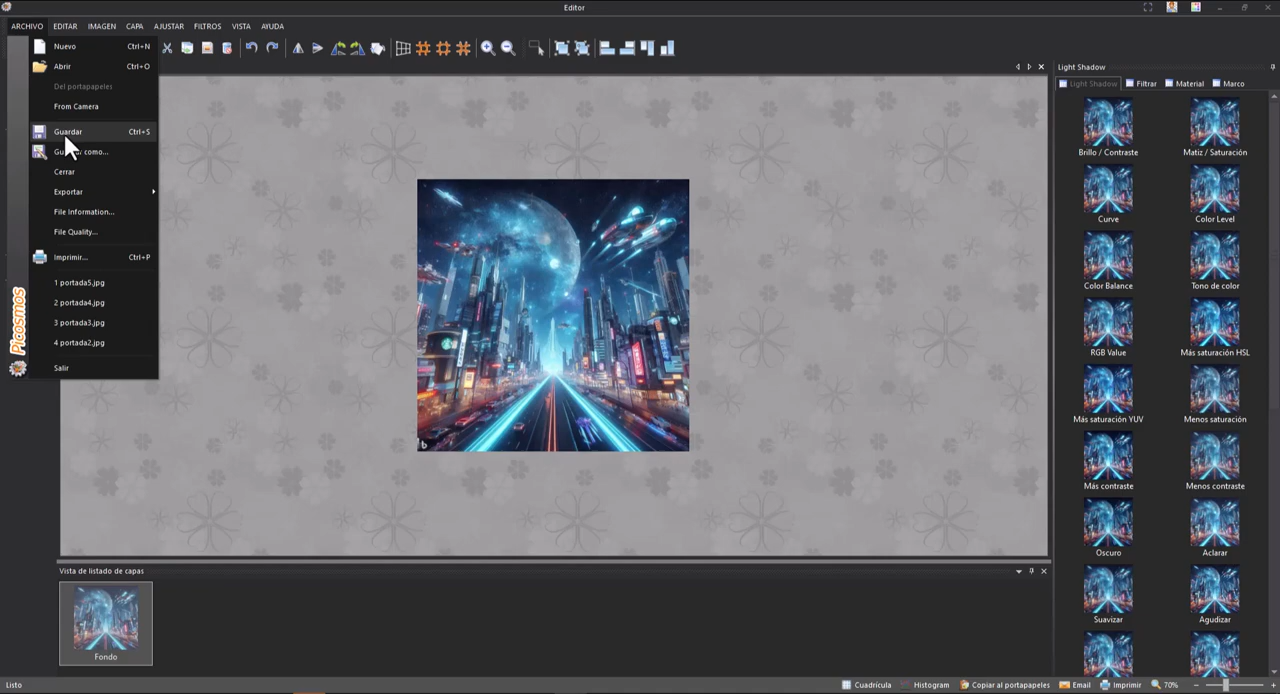 Editor
ARCHIVO EDITAR IMAGEN CAPA AJUSTAR FILTROS VISTA AYUDA
Nuevo Ctrl+N
Abrir Ctrl+O
Del portapapeles
From Camera
Guardar Ctrl+S
como...
Cerrar
Exportar
File Information...
File Quality...
Imprimir... Ctrl+P
1 portada5.jpg
2 portada4.jpg
3 portada3.jpg
4 portada2.jpg
Salir
Picosmos
Light Shadow
Light Shadow Filtrar Material Marco
Brillo / Contraste Matiz / Saturación
Curve Color Level
Color Balance Tono de color
RGB Value Más saturación HSL
Más saturación YUV Menos saturación
Más contraste Menos contraste
Oscuro Aclarar
Suavizar Agudizar
Vista de listado de capas
Fondo
Listo
Cuadrícula Histogram Copiar al portapapeles Email Imprimir 70%